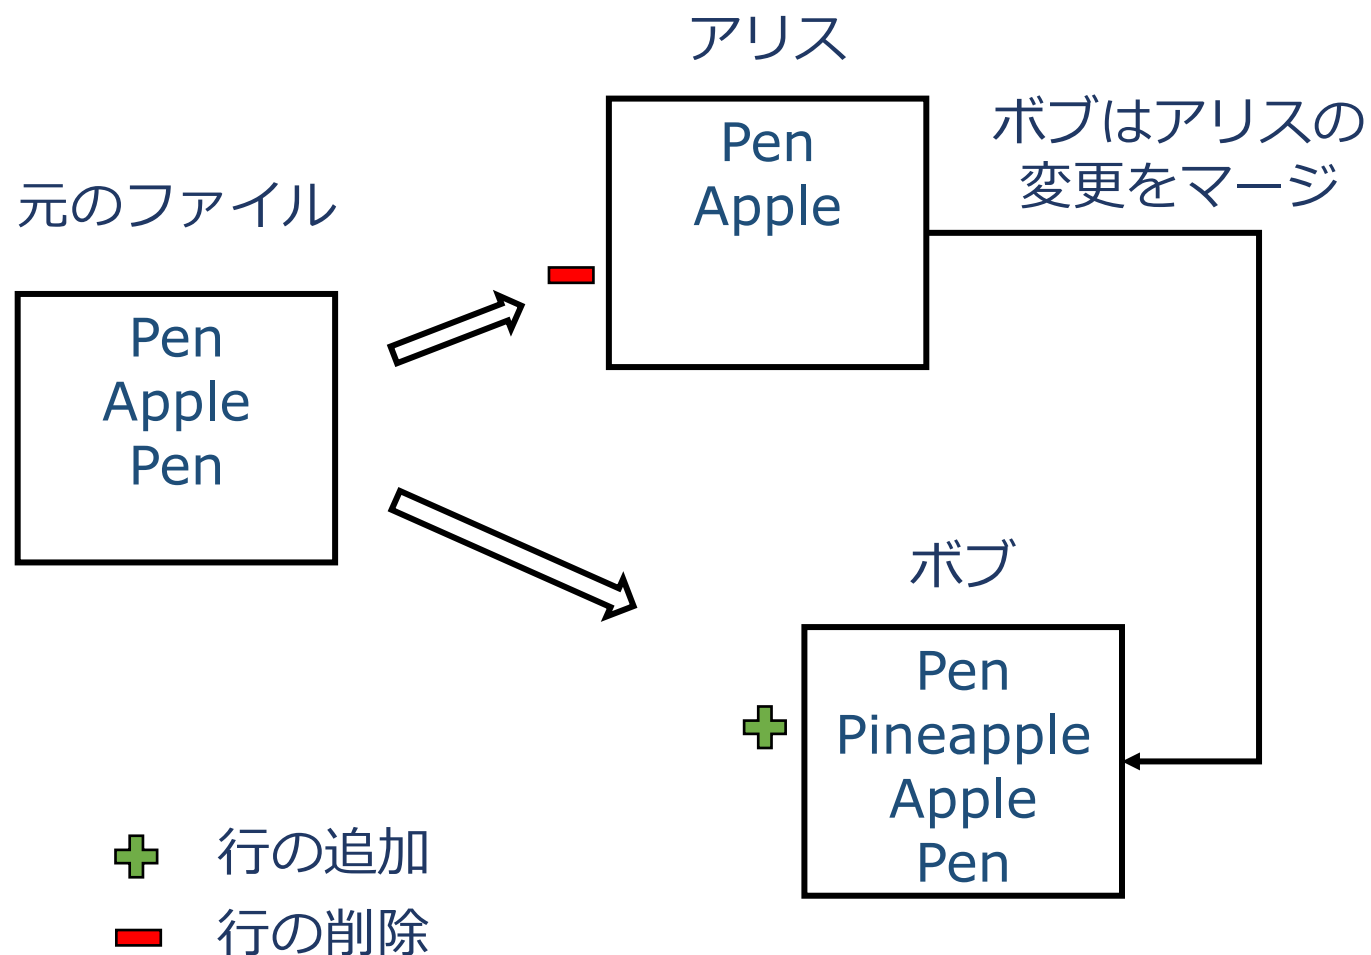 アリス
Pen
Apple
ボブはアリスの
変更をマージ
元のファイル
Pen
Apple
Pen
ボブ
Pen
Pineapple
Apple
Pen
行の追加
行の削除